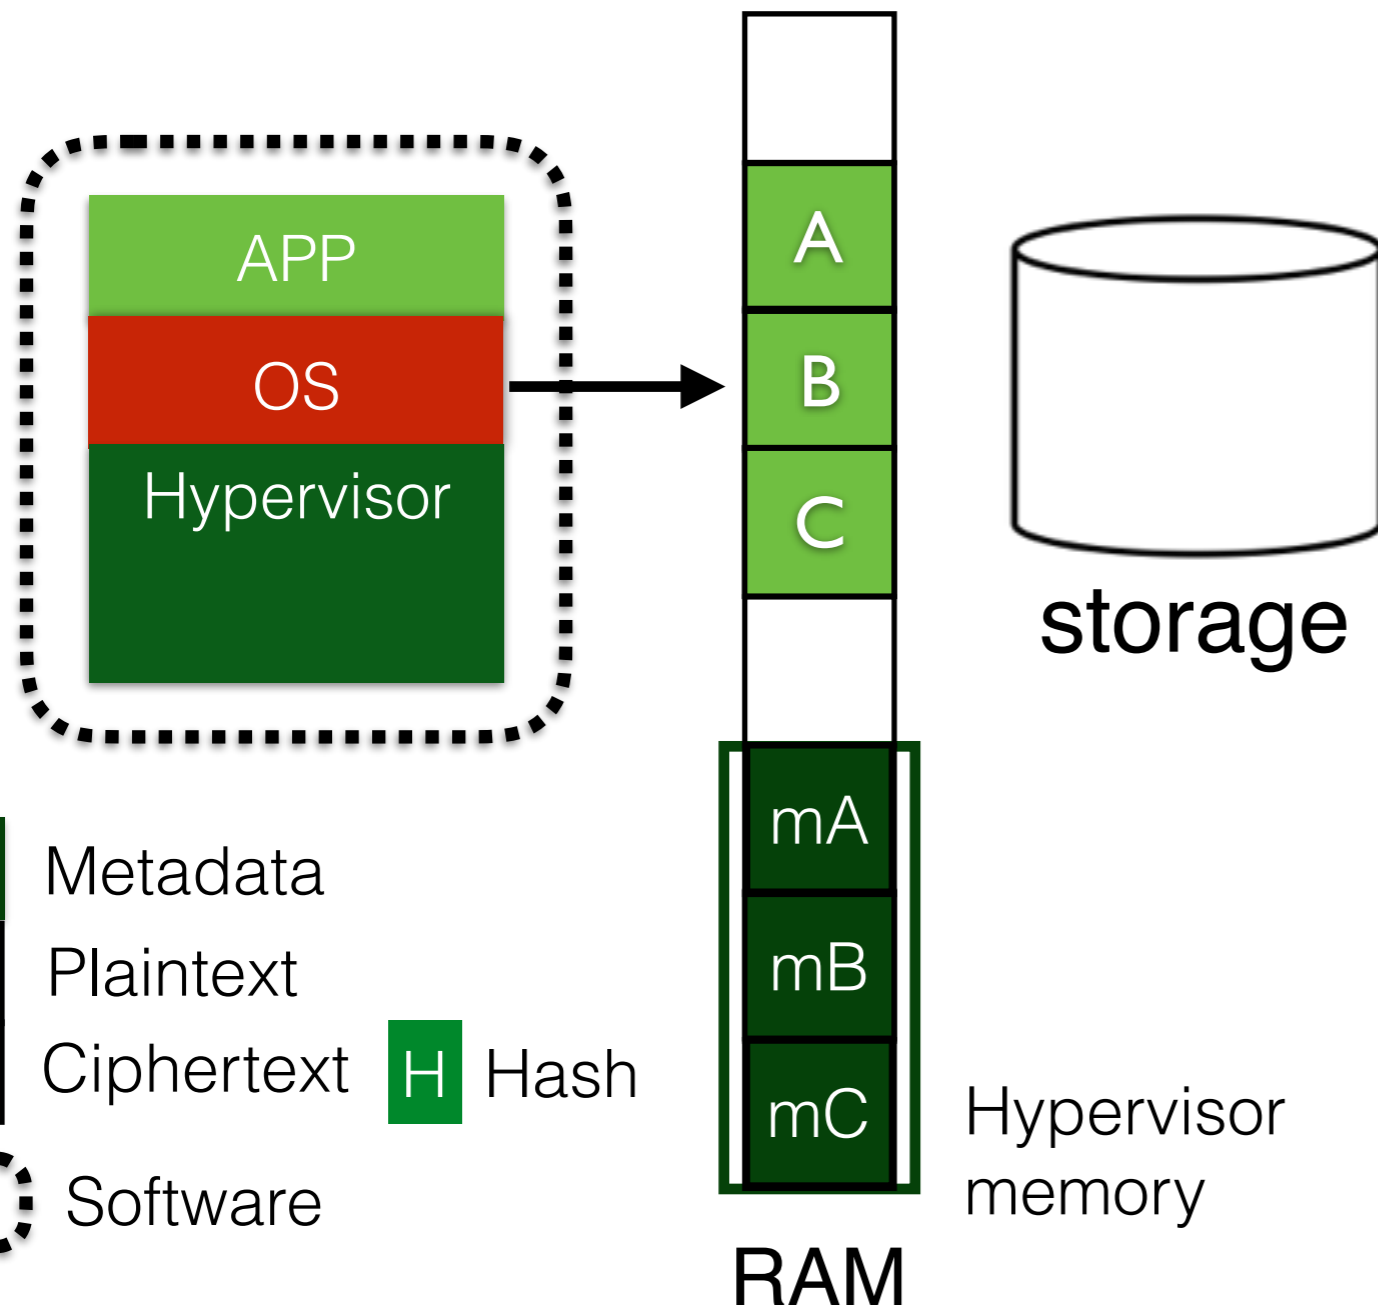 APP
OS
Hypervisor
A
B
C
storage
mA
mB
mC
Metadata
Plaintext
Ciphertext
H Hash
Software
Hypervisor
memory
RAM